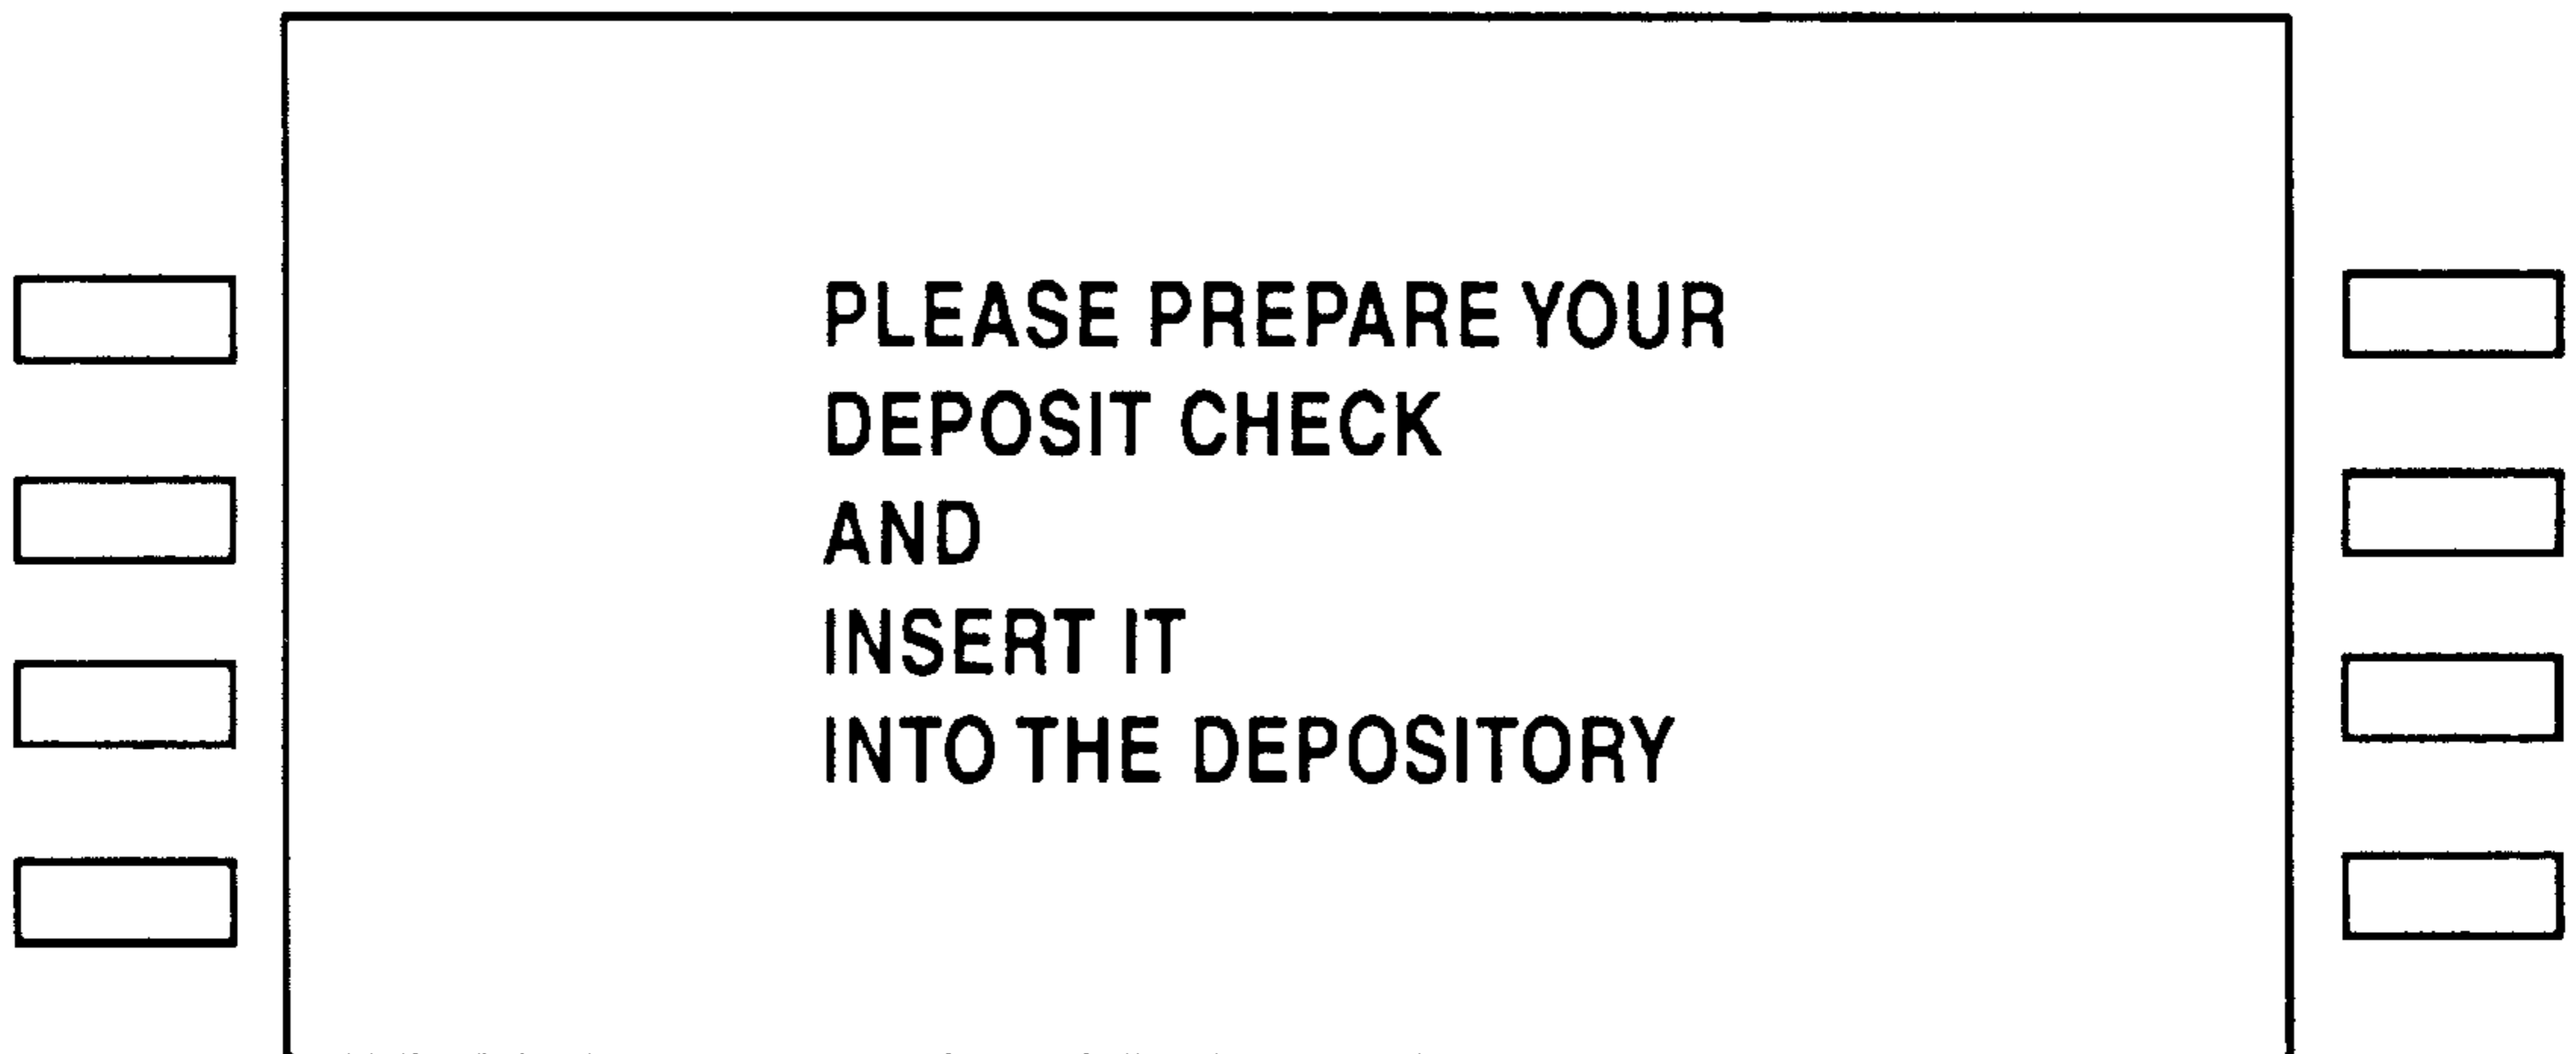 PLEASE PREPARE YOUR
DEPOSIT CHECK
AND
INSERT IT
INTO THE DEPOSITORY